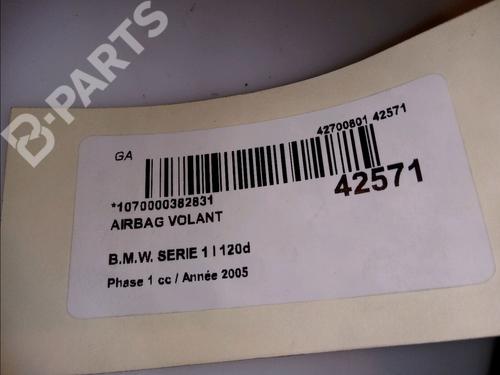 B-PARTS
GA
42700801 42571
*1070000382831
42571
AIRBAG VOLANT
B.M.W. SERIE 1 I 120d
Phase 1 cc / Année 2005